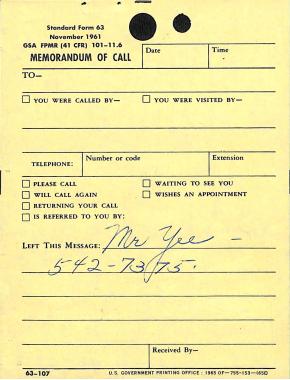 Standard Form 63
November 1961
GSA FPMR (41 CFR) 101-11.6
MEMORANDUM OF CALL
Date
Time
TO—
YOU WERE CALLED BY—
YOU WERE VISITED BY—
TELEPHONE:
Number or code
Extension
PLEASE CALL
WAITING TO SEE YOU
WILL CALL AGAIN
WISHES AN APPOINTMENT
RETURNING YOUR CALL
IS REFERRED TO YOU BY:
LEFT THIS MESSAGE: Mr Yee —
542-7375.
Received By—
63-107
U.S. GOVERNMENT PRINTING OFFICE : 1965 OF—755-153—(658)